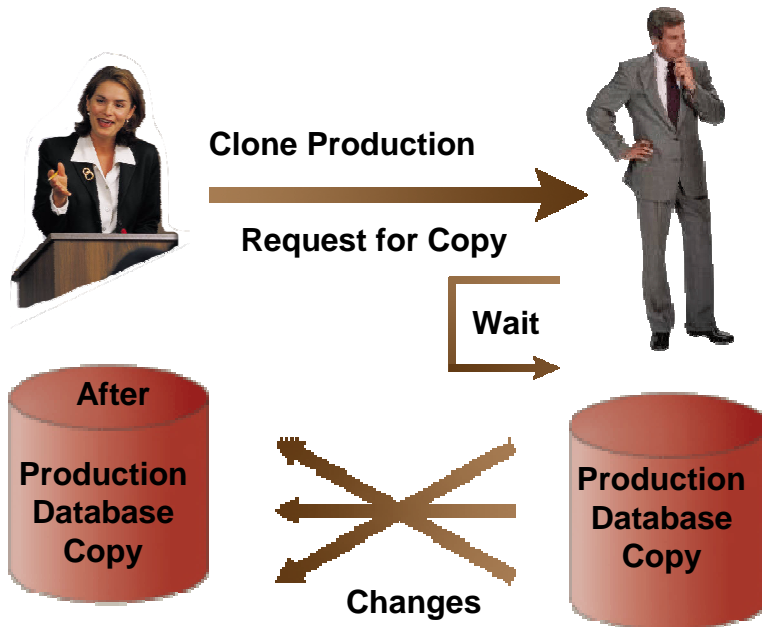 Clone Production
Request for Copy
Wait
After
Production
Database
Copy
Production
Database
Copy
Changes